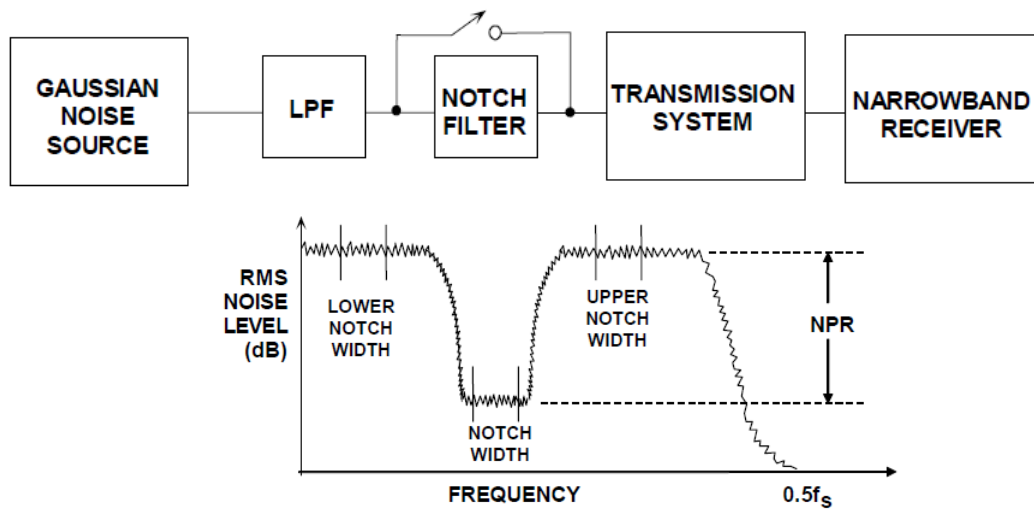 GAUSSIAN
NOISE
SOURCE
LPF
NOTCH
FILTER
TRANSMISSION
SYSTEM
NARROWBAND
RECEIVER
RMS
NOISE
LEVEL
(dB)
LOWER
NOTCH
WIDTH
NOTCH
WIDTH
UPPER
NOTCH
WIDTH
NPR
FREQUENCY
0.5fs